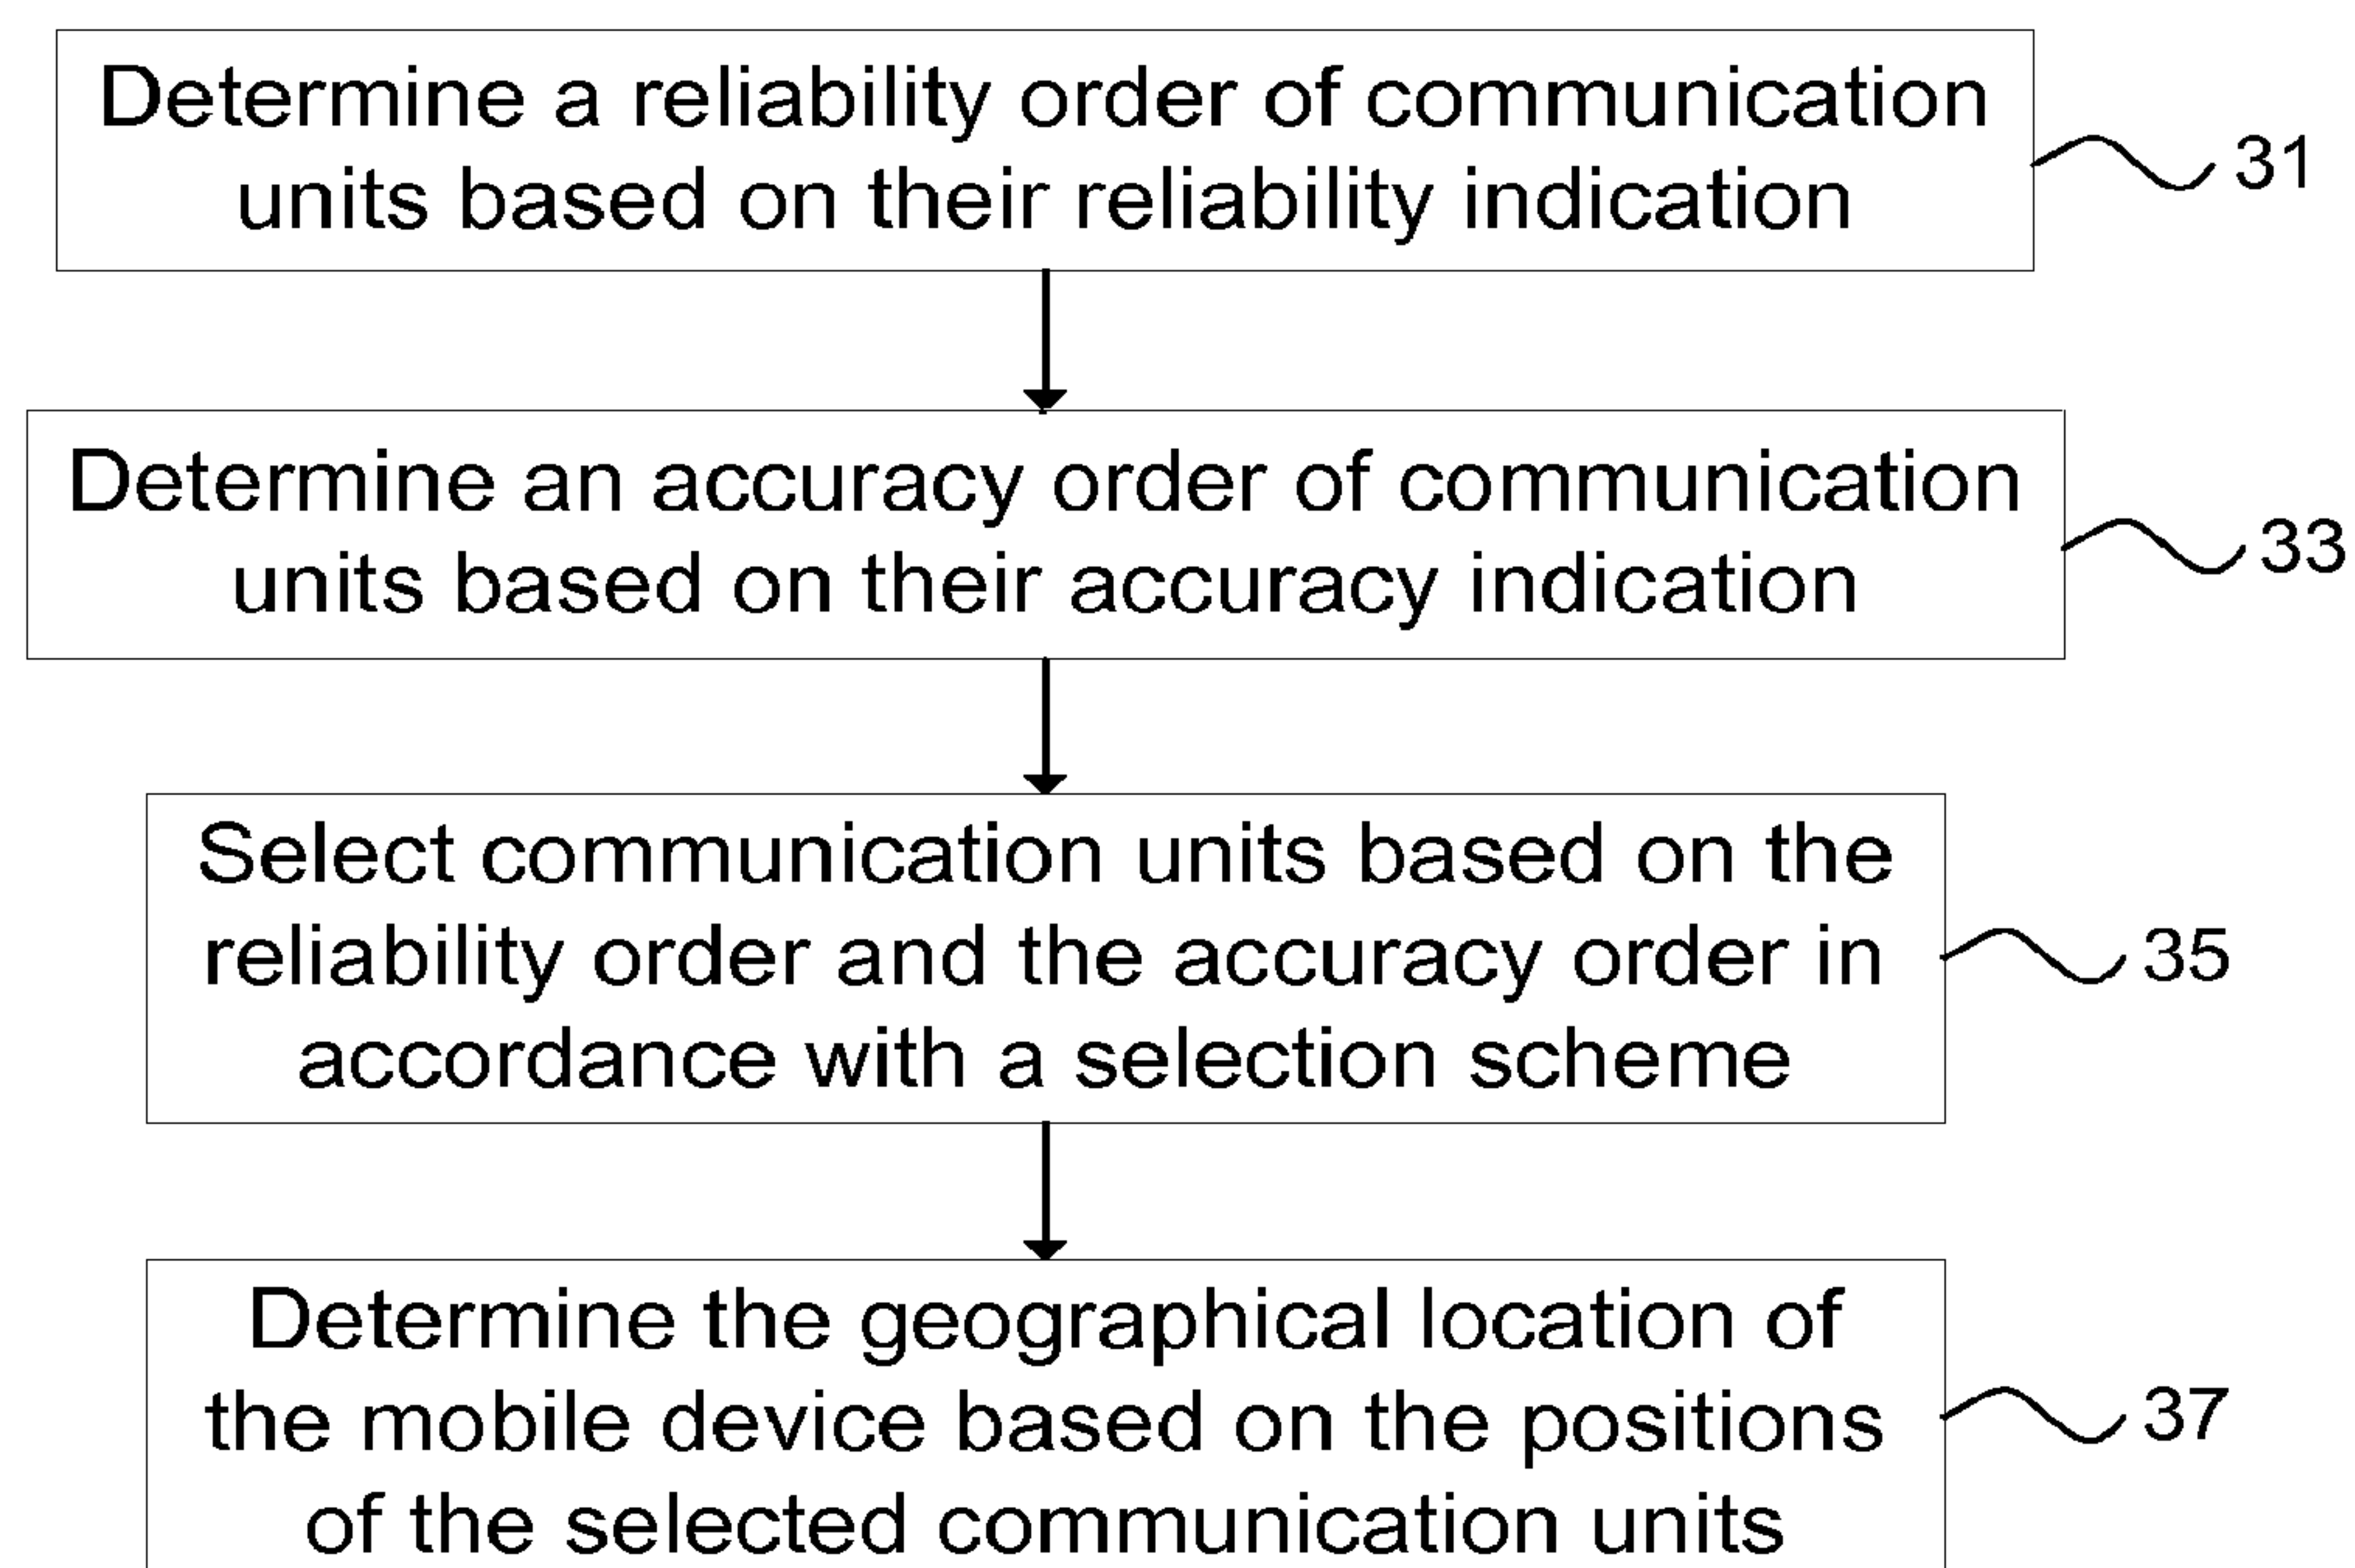 Determine a reliability order of communication
units based on their reliability indication
31
Determine an accuracy order of communication
units based on their accuracy indication
33
Select communication units based on the
reliability order and the accuracy order in
accordance with a selection scheme
35
Determine the geographical location of
the mobile device based on the positions
of the selected communication units
37